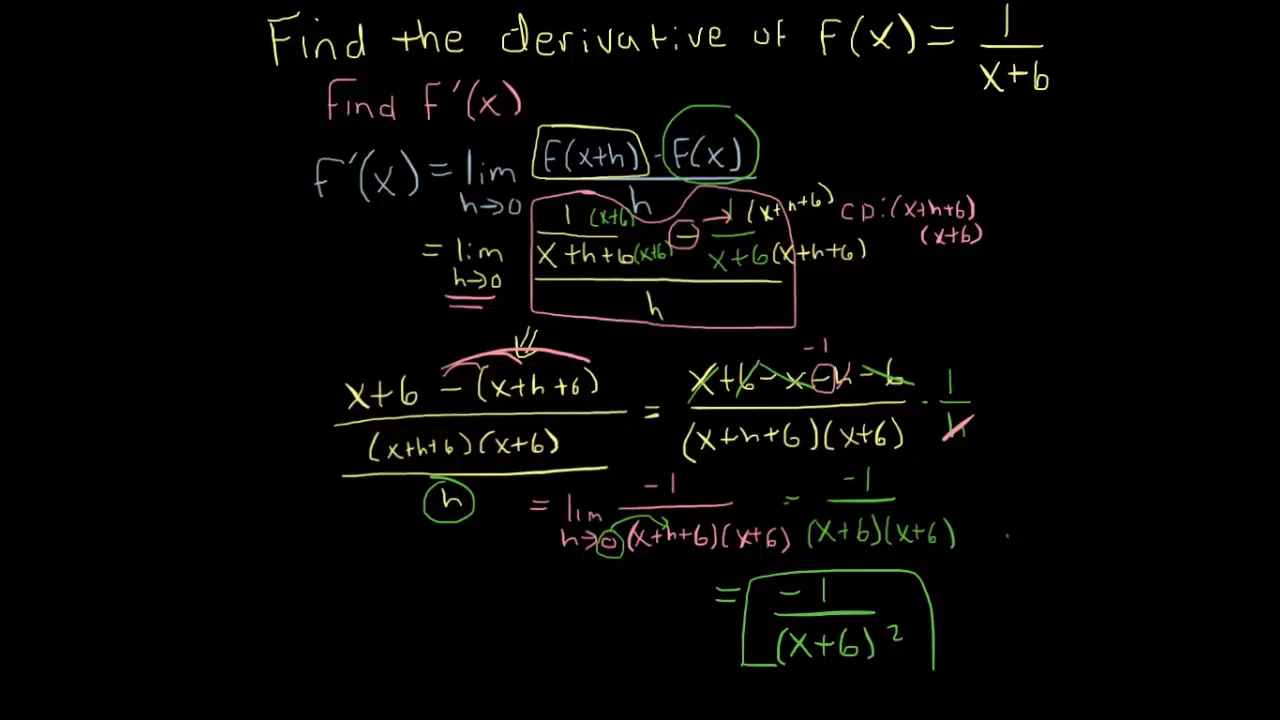 Find the derivative of F(x) = 1/(x+6)
Find F'(x)
F'(x) = lim h→0 (F(x+h) - F(x))/h
= lim h→0 (1(x+6)/(x+h+6(x+6)) − → 1(x+h+6)/(x+6(x+h+6)))/h
CD: (x+h+6)
(x+6)
(x+6 − (x+h+6))/((x+h+6)(x+6))/h = (x+6−x−h−6)/((x+h+6)(x+6)) · 1/h
-1
= lim h→0 -1/((x+h+6)(x+6)) = -1/((x+6)(x+6))
= -1/(x+6)²